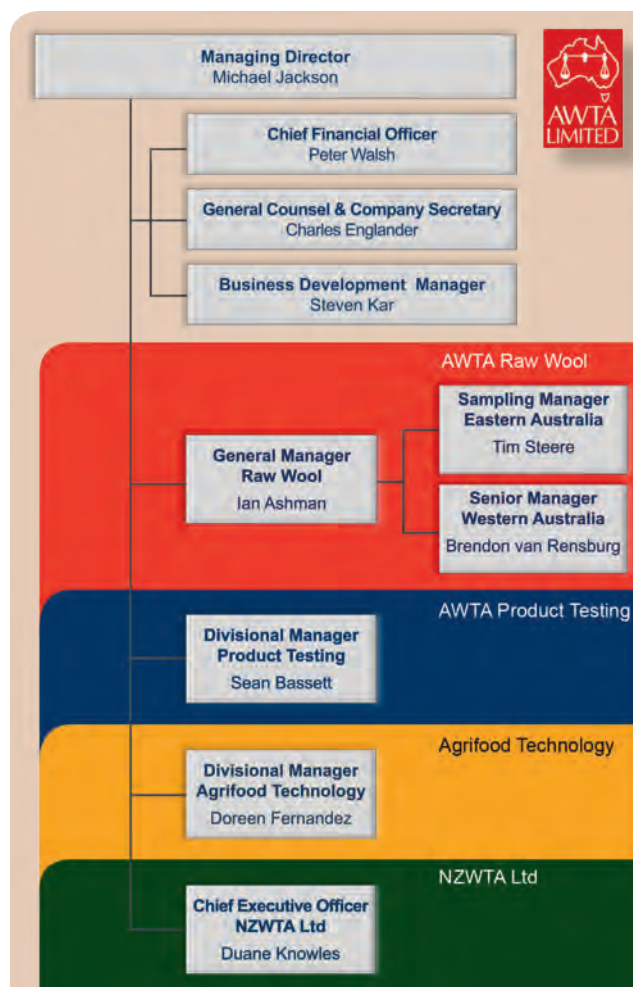 Managing Director
Michael Jackson
AWTA
LIMITED
Chief Financial Officer
Peter Walsh
General Counsel & Company Secretary
Charles Englander
Business Development Manager
Steven Kar
AWTA Raw Wool
General Manager
Raw Wool
Ian Ashman
Sampling Manager
Eastern Australia
Tim Steere
Senior Manager
Western Australia
Brendon van Rensburg
AWTA Product Testing
Divisional Manager
Product Testing
Sean Bassett
Agrifood Technology
Divisional Manager
Agrifood Technology
Doreen Fernandez
NZWTA Ltd
Chief Executive Officer
NZWTA Ltd
Duane Knowles